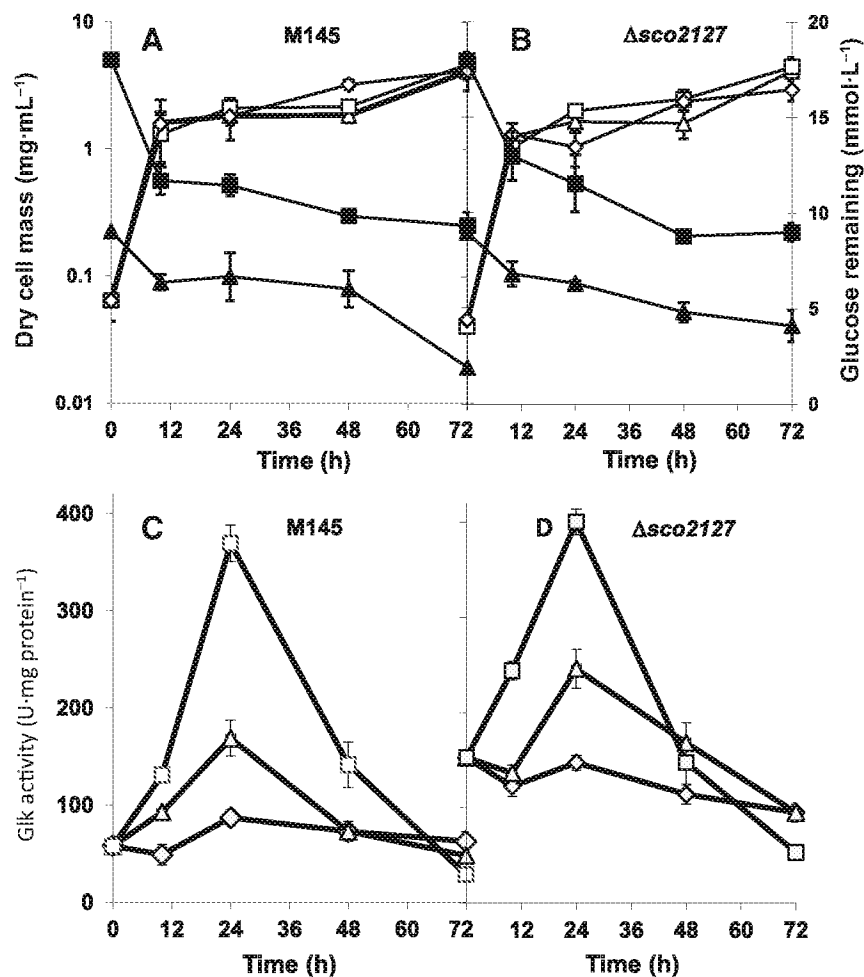 A M145
B Δsco2127
Dry cell mass (mg·mL⁻¹)
10
1
0.1
0.01
Glucose remaining (mmol·L⁻¹)
20
15
10
5
0
0 12 24 36 48 60 72 12 24 36 48 60 72
Time (h) Time (h)
C M145
D Δsco2127
Glk activity (U·mg protein⁻¹)
400
300
200
100
0
0 12 24 36 48 60 72 12 24 36 48 60 72
Time (h) Time (h)